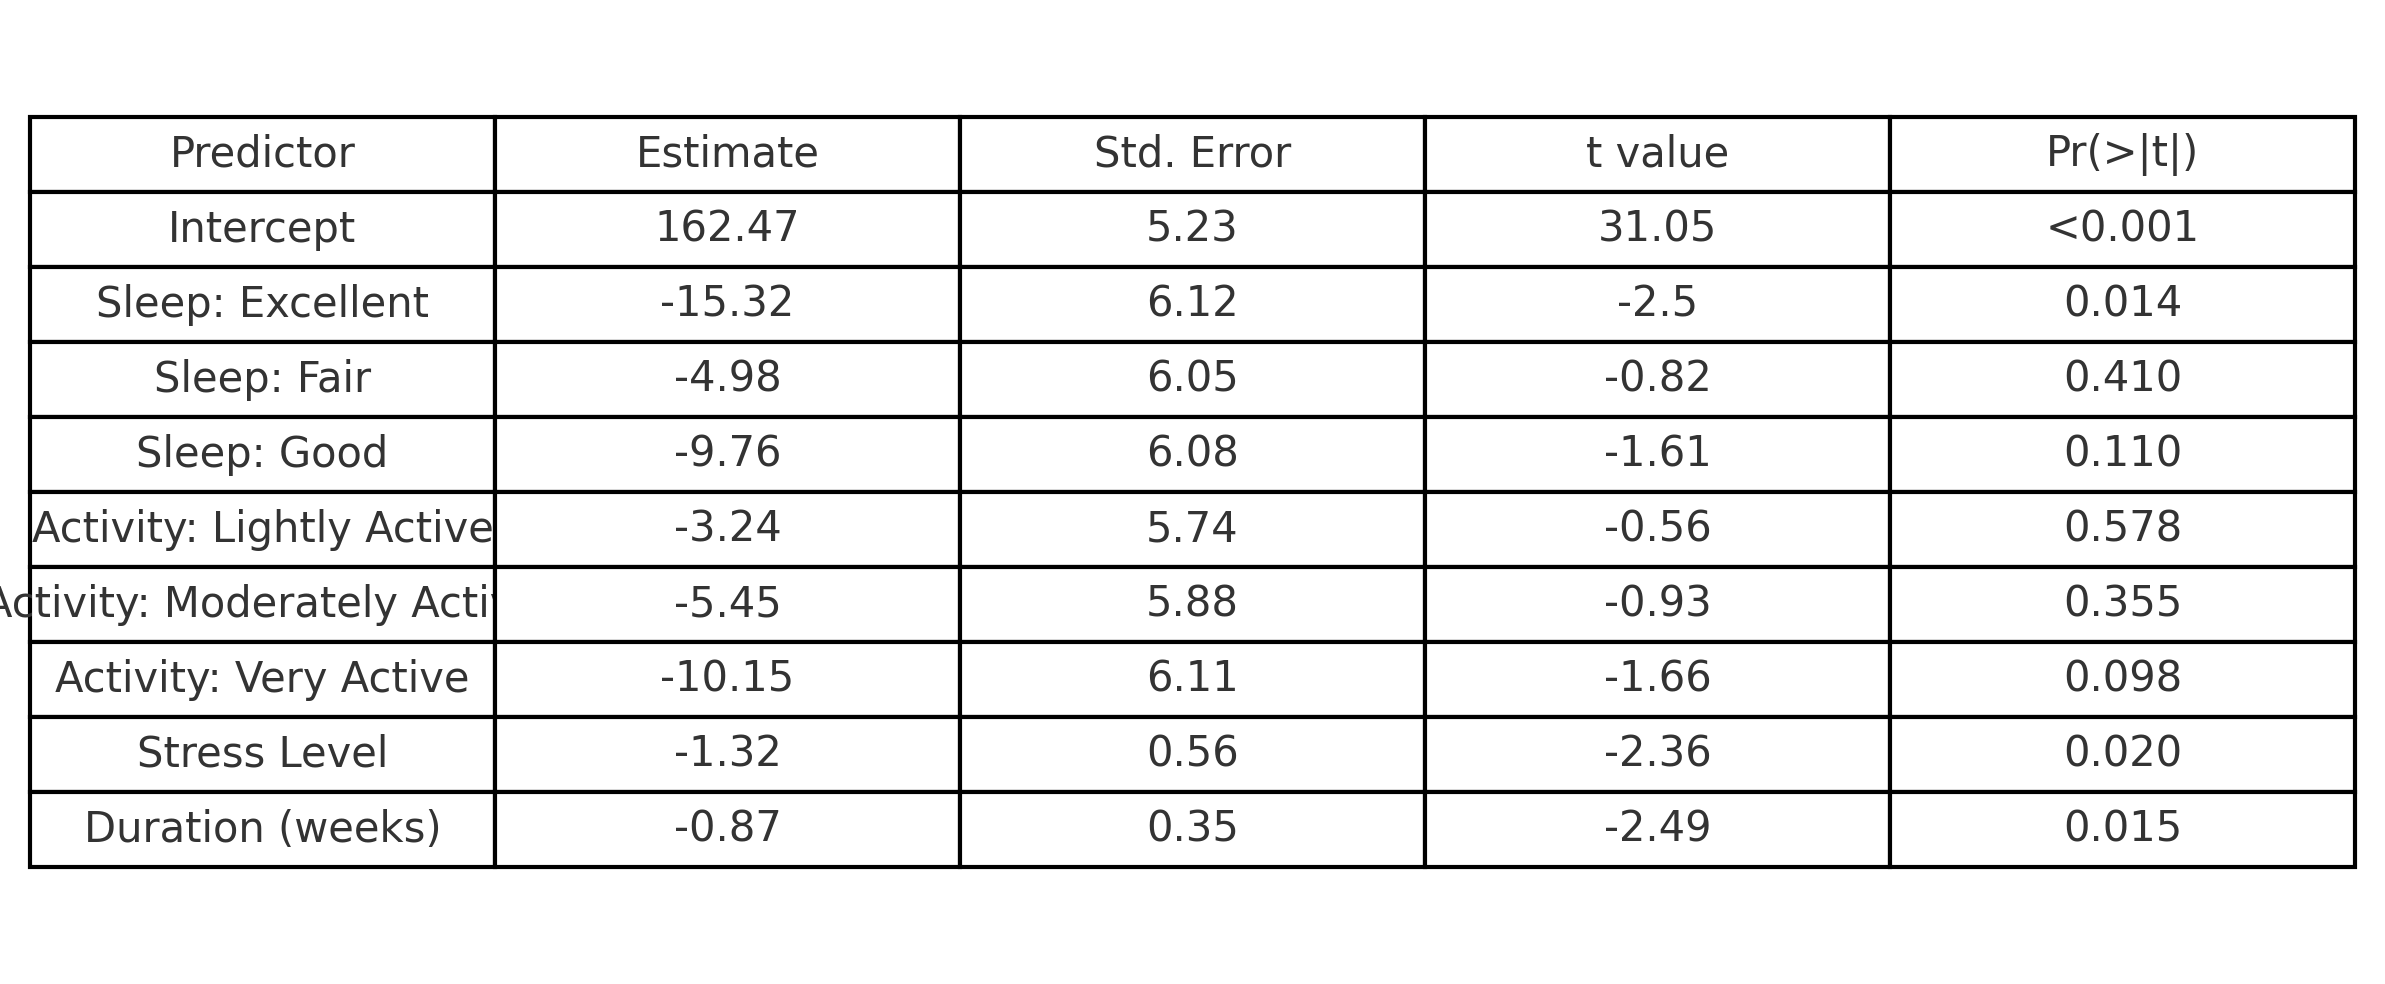 Predictor Estimate Std. Error t value Pr(>|t|)
Intercept 162.47 5.23 31.05 <0.001
Sleep: Excellent -15.32 6.12 -2.5 0.014
Sleep: Fair -4.98 6.05 -0.82 0.410
Sleep: Good -9.76 6.08 -1.61 0.110
Activity: Lightly Active -3.24 5.74 -0.56 0.578
Activity: Moderately Activ -5.45 5.88 -0.93 0.355
Activity: Very Active -10.15 6.11 -1.66 0.098
Stress Level -1.32 0.56 -2.36 0.020
Duration (weeks) -0.87 0.35 -2.49 0.015